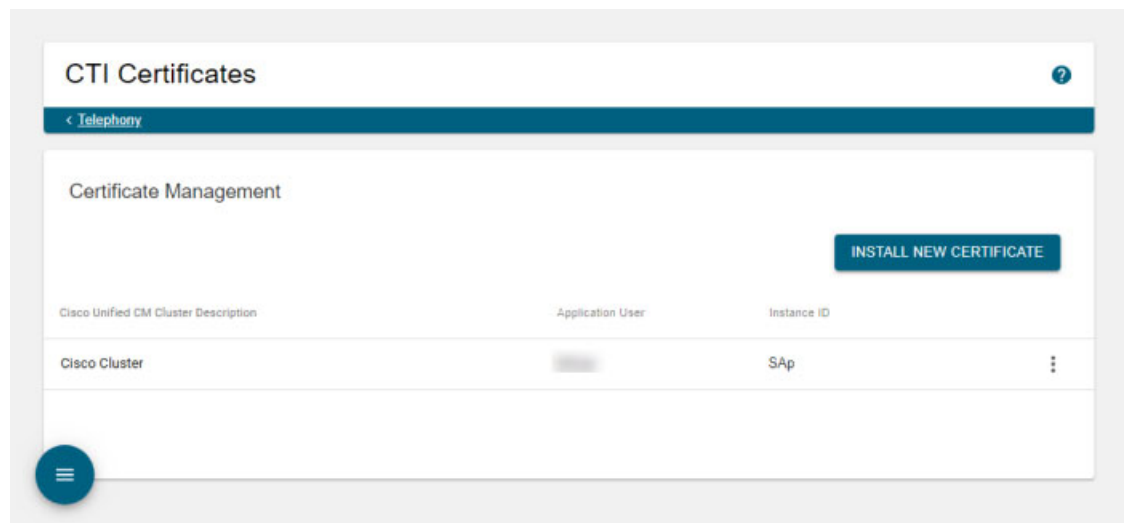 CTI Certificates
?
< Telephony
Certificate Management
INSTALL NEW CERTIFICATE
Cisco Unified CM Cluster Description Application User Instance ID
Cisco Cluster SAp